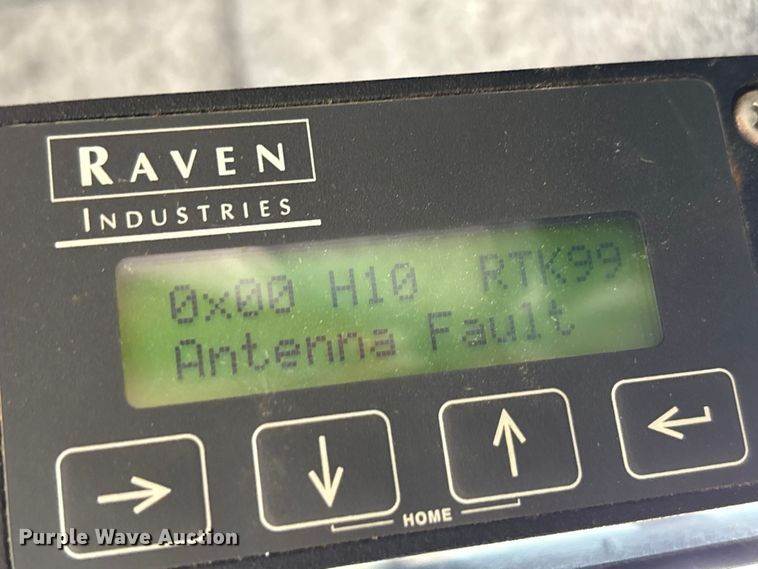 RAVEN
INDUSTRIES
0x00 H10 RTK99
Antenna Fault
HOME
Purple Wave Auction